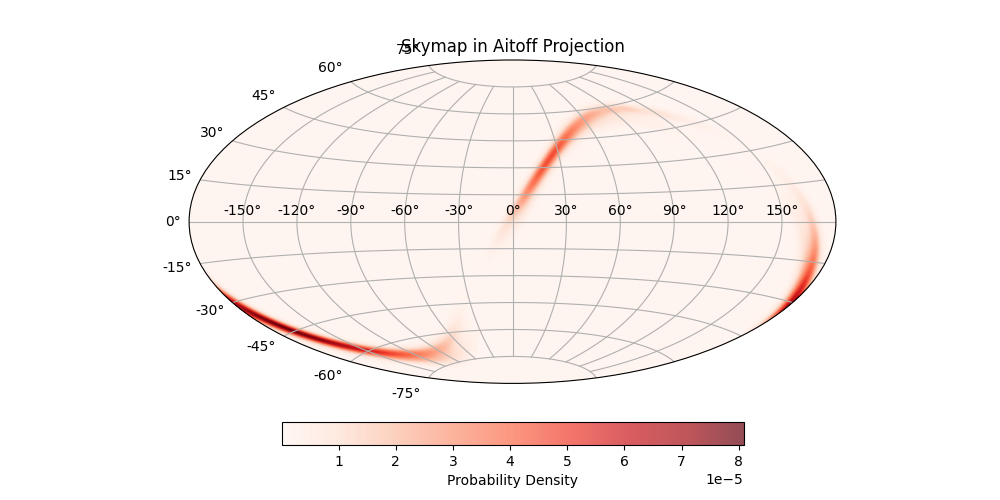 Skymap in Aitoff Projection
75°
60°
45°
30°
15°
-150° -120° -90° -60° -30° 0° 30° 60° 90° 120° 150°
0°
-15°
-30°
-45°
-60°
-75°
1 2 3 4 5 6 7 8
1e−5
Probability Density